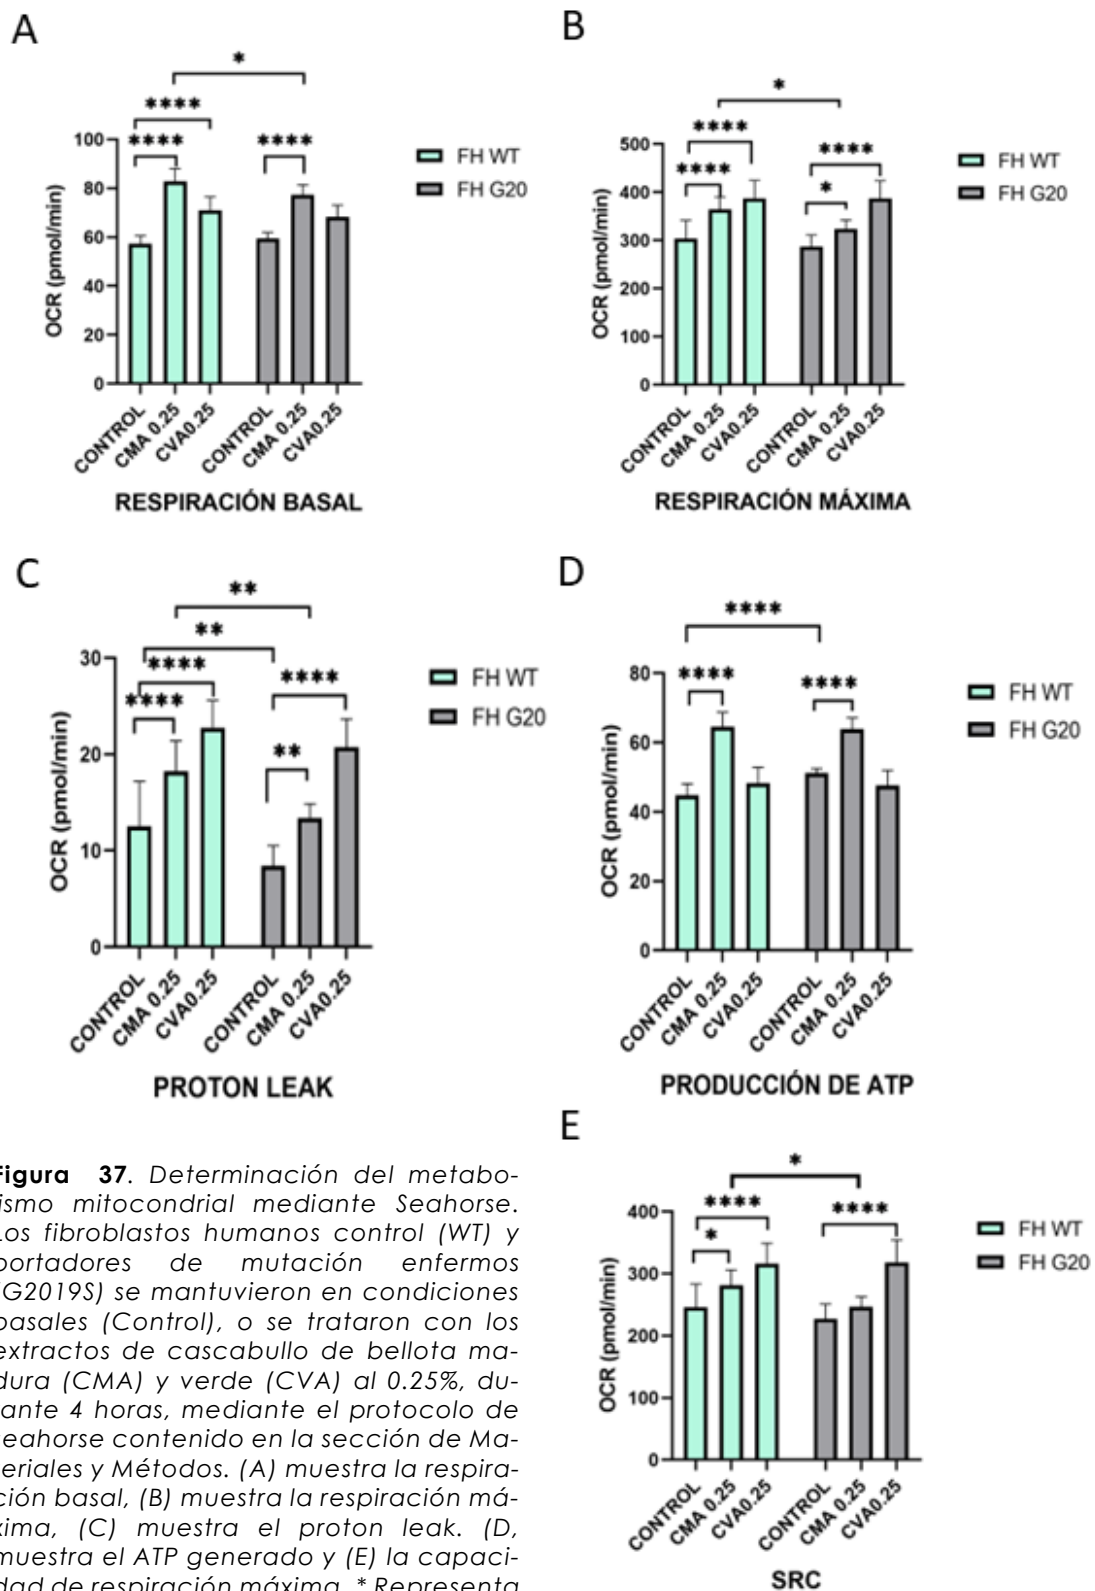 A
*
****
****
****
100
80
60
40
20
0
OCR (pmol/min)
CONTROL
CMA 0.25
CVA0.25
CONTROL
CMA 0.25
CVA0.25
RESPIRACIÓN BASAL
FH WT
FH G20
B
*
****
****
****
*
500
400
300
200
100
0
OCR (pmol/min)
CONTROL
CMA 0.25
CVA0.25
CONTROL
CMA 0.25
CVA0.25
RESPIRACIÓN MÁXIMA
FH WT
FH G20
C
**
**
****
****
****
**
30
20
10
0
OCR (pmol/min)
CONTROL
CMA 0.25
CVA0.25
CONTROL
CMA 0.25
CVA0.25
PROTON LEAK
FH WT
FH G20
D
****
****
****
80
60
40
20
0
OCR (pmol/min)
CONTROL
CMA 0.25
CVA0.25
CONTROL
CMA 0.25
CVA0.25
PRODUCCIÓN DE ATP
FH WT
FH G20
E
*
****
****
*
400
300
200
100
0
OCR (pmol/min)
CONTROL
CMA 0.25
CVA0.25
CONTROL
CMA 0.25
CVA0.25
SRC
FH WT
FH G20
Figura 37. Determinación del metabo-
ismo mitocondrial mediante Seahorse.
Los fibroblastos humanos control (WT) y
portadores de mutación enfermos
(G2019S) se mantuvieron en condiciones
basales (Control), o se trataron con los
extractos de cascabullo de bellota ma-
dura (CMA) y verde (CVA) al 0.25%, du-
ante 4 horas, mediante el protocolo de
eahorse contenido en la sección de Ma-
eriales y Métodos. (A) muestra la respira-
ción basal, (B) muestra la respiración má-
xima, (C) muestra el proton leak. (D,
muestra el ATP generado y (E) la capaci-
dad de respiración máxima. * Representa